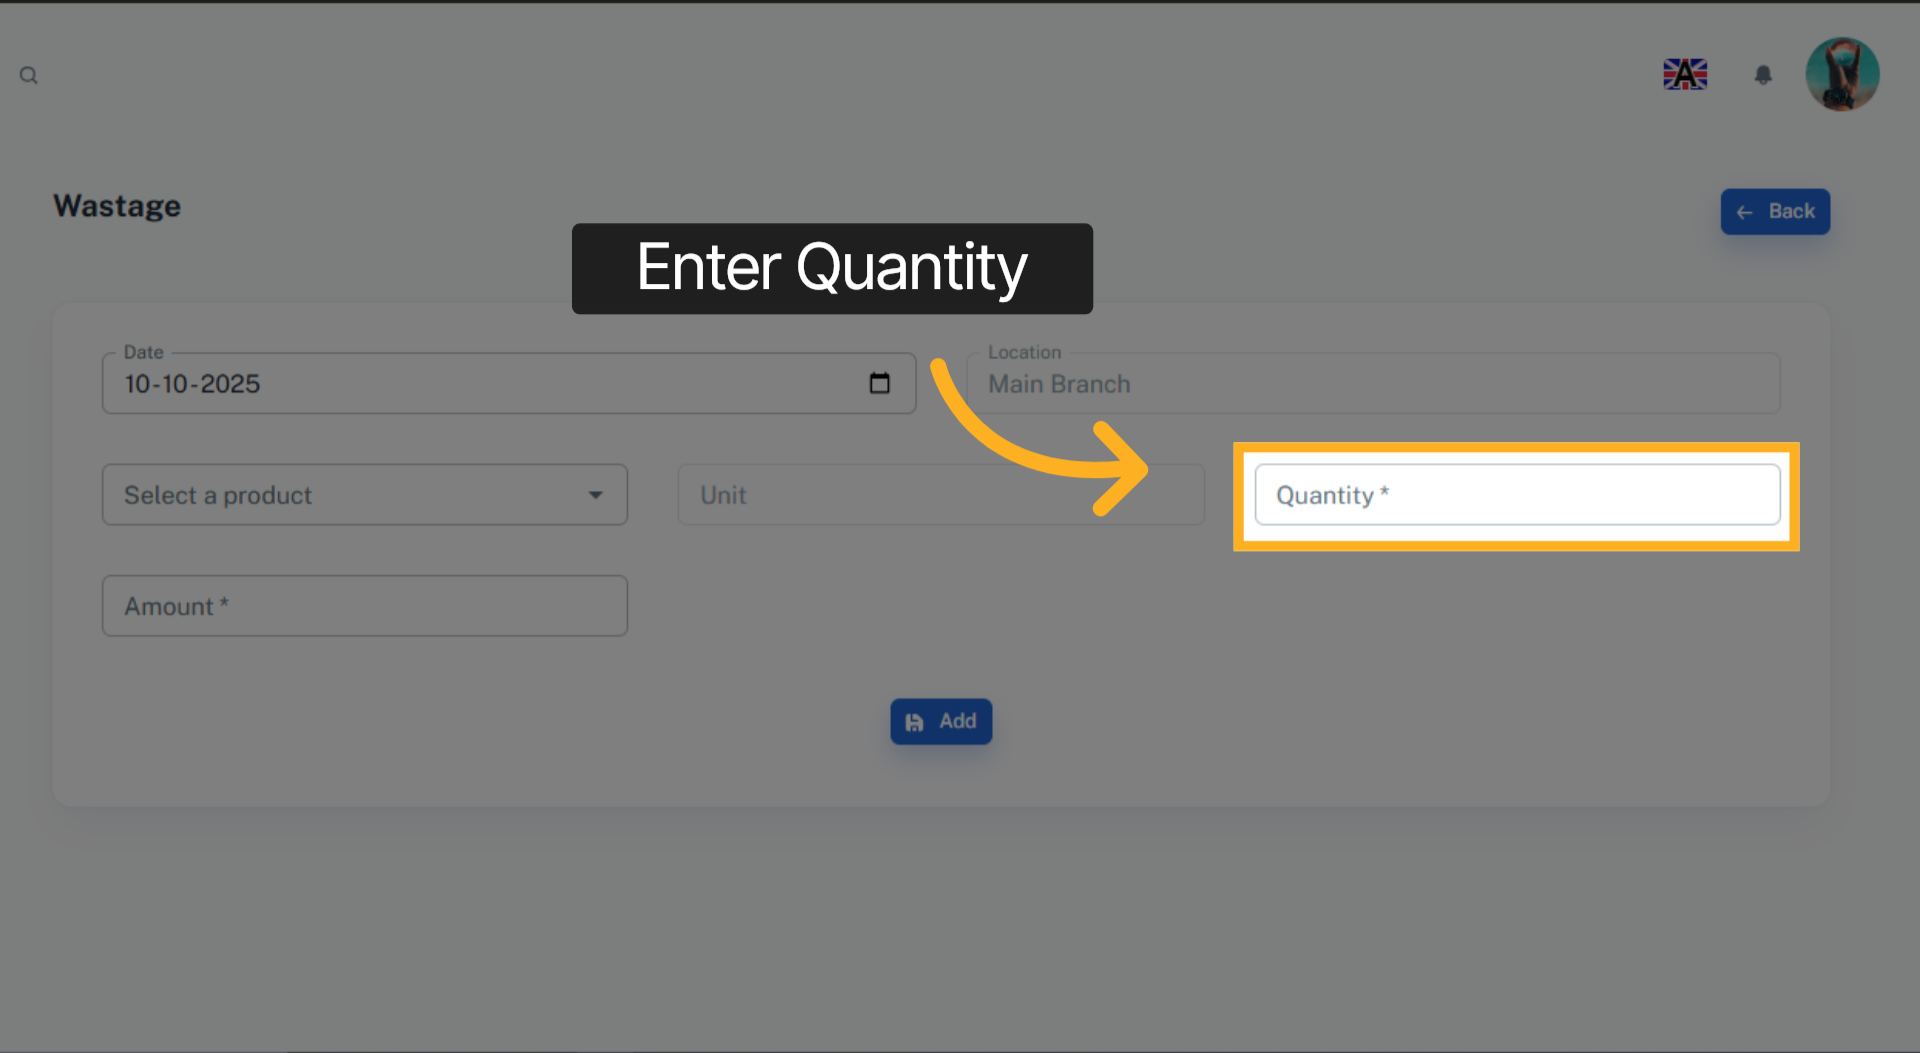 A
Wastage
Back
Enter Quantity
Date
10-10-2025
Location
Main Branch
Select a product
Unit
Quantity *
Amount *
Add